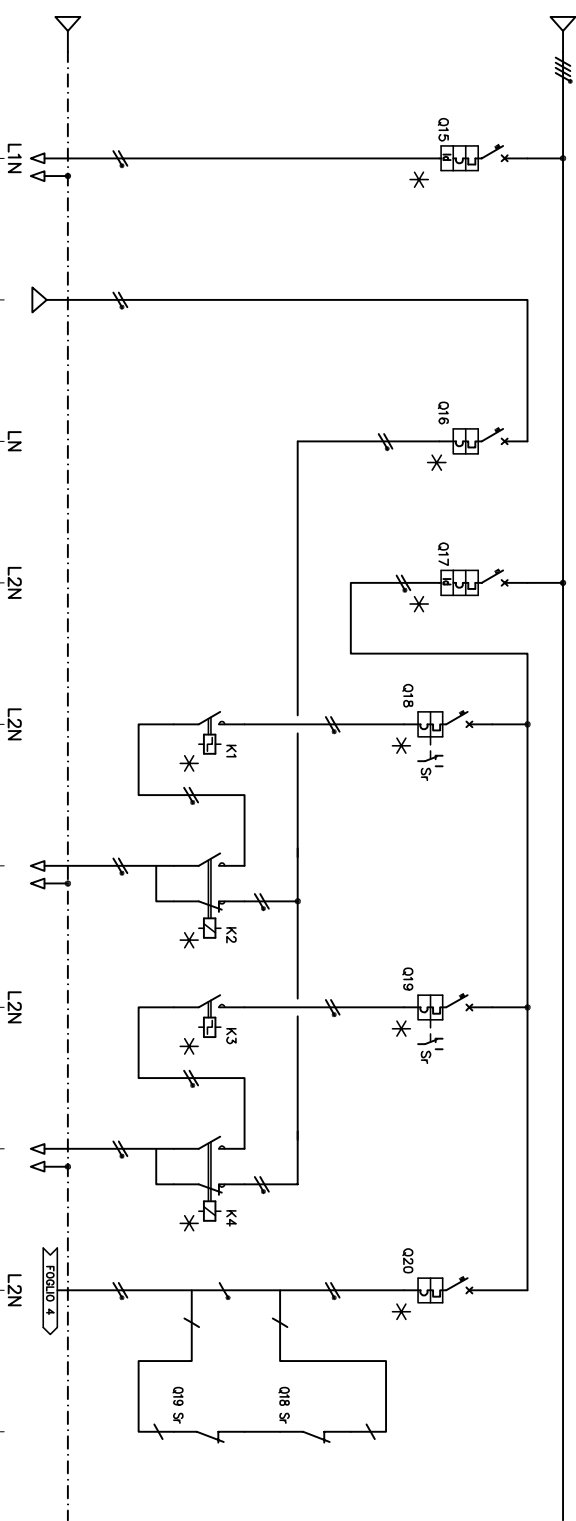 Q15
Id
L1N
Q16
LN
Q17
Id
L2N
Q18
Sr
K1
L2N
K2
Q19
Sr
K3
L2N
K4
Q20
Q18 Sr
Q19 Sr
FOGLIO 4
L2N